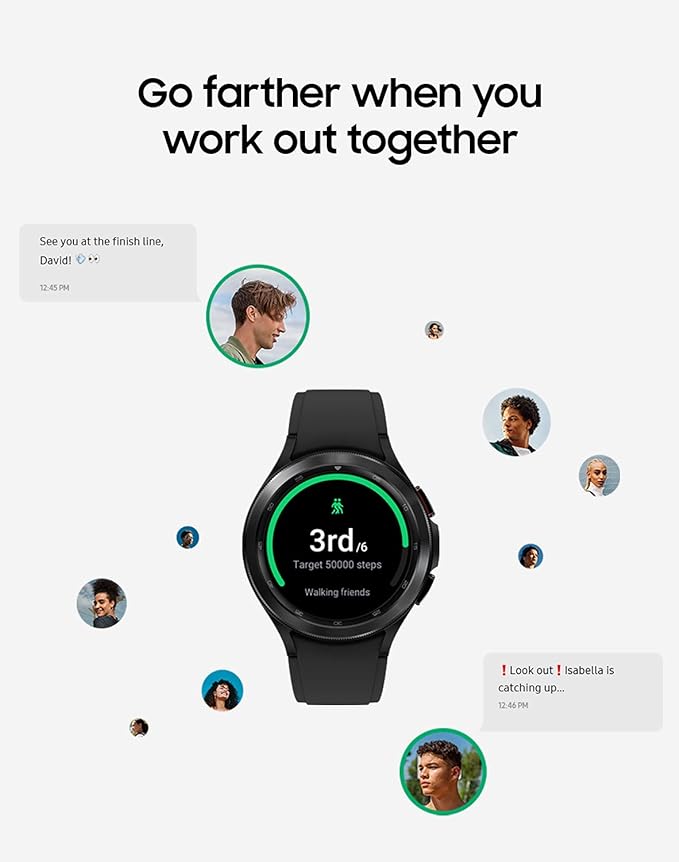 Go farther when you
work out together
See you at the finish line,
David! 💨👀
12:45 PM
3rd/6
Target 50000 steps
Walking friends
❗Look out❗Isabella is
catching up...
12:46 PM